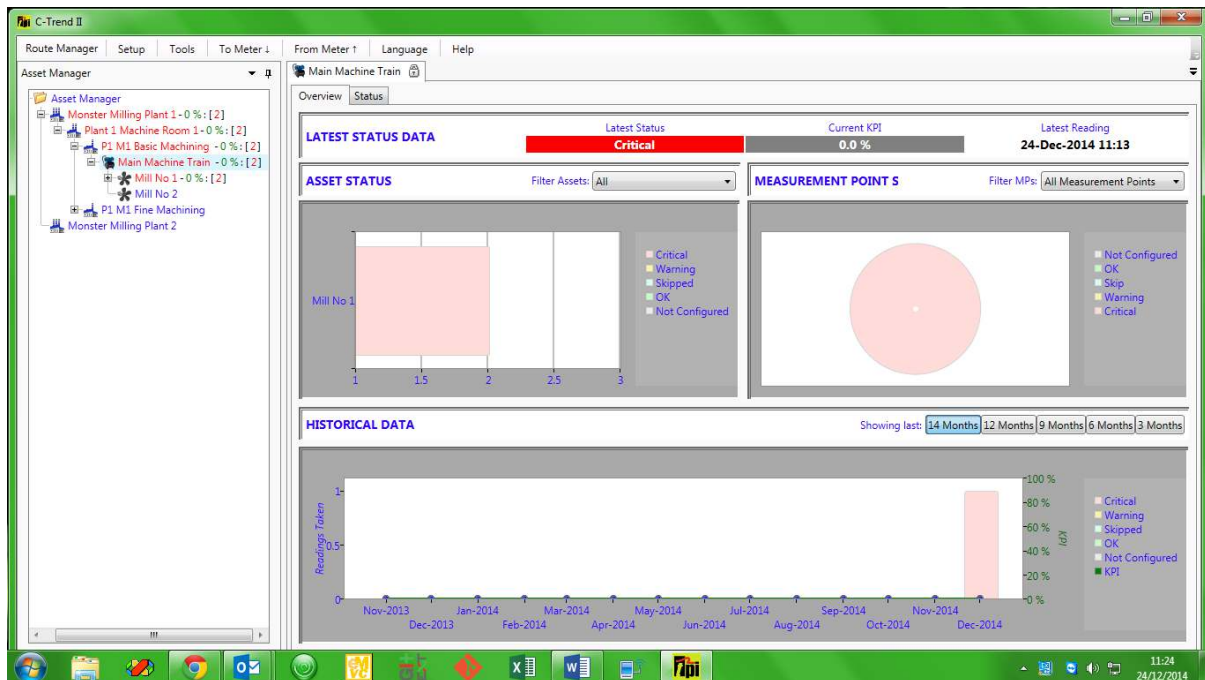 C-Trend II
Route Manager Setup Tools To Meter ↓ From Meter ↑ Language Help
Asset Manager
Main Machine Train
Asset Manager
Monster Milling Plant 1 - 0 % : [2]
Plant 1 Machine Room 1 - 0 % : [2]
P1 M1 Basic Machining - 0 % : [2]
Main Machine Train - 0 % : [2]
Mill No 1 - 0 % : [2]
Mill No 2
P1 M1 Fine Machining
Monster Milling Plant 2
Overview Status
LATEST STATUS DATA
Latest Status
Critical
Current KPI
0.0 %
Latest Reading
24-Dec-2014 11:13
ASSET STATUS
Filter Assets: All
Mill No 1
1 1.5 2 2.5 3
Critical
Warning
Skipped
OK
Not Configured
MEASUREMENT POINT S
Filter MPs: All Measurement Points
Not Configured
OK
Skip
Warning
Critical
HISTORICAL DATA
Showing last: 14 Months 12 Months 9 Months 6 Months 3 Months
Readings Taken
1
0.5
0
Nov-2013 Jan-2014 Mar-2014 May-2014 Jul-2014 Sep-2014 Nov-2014
Dec-2013 Feb-2014 Apr-2014 Jun-2014 Aug-2014 Oct-2014 Dec-2014
100 %
80 %
60 %
40 %
20 %
0 %
KPI
Critical
Warning
Skipped
OK
Not Configured
KPI
11:24
24/12/2014